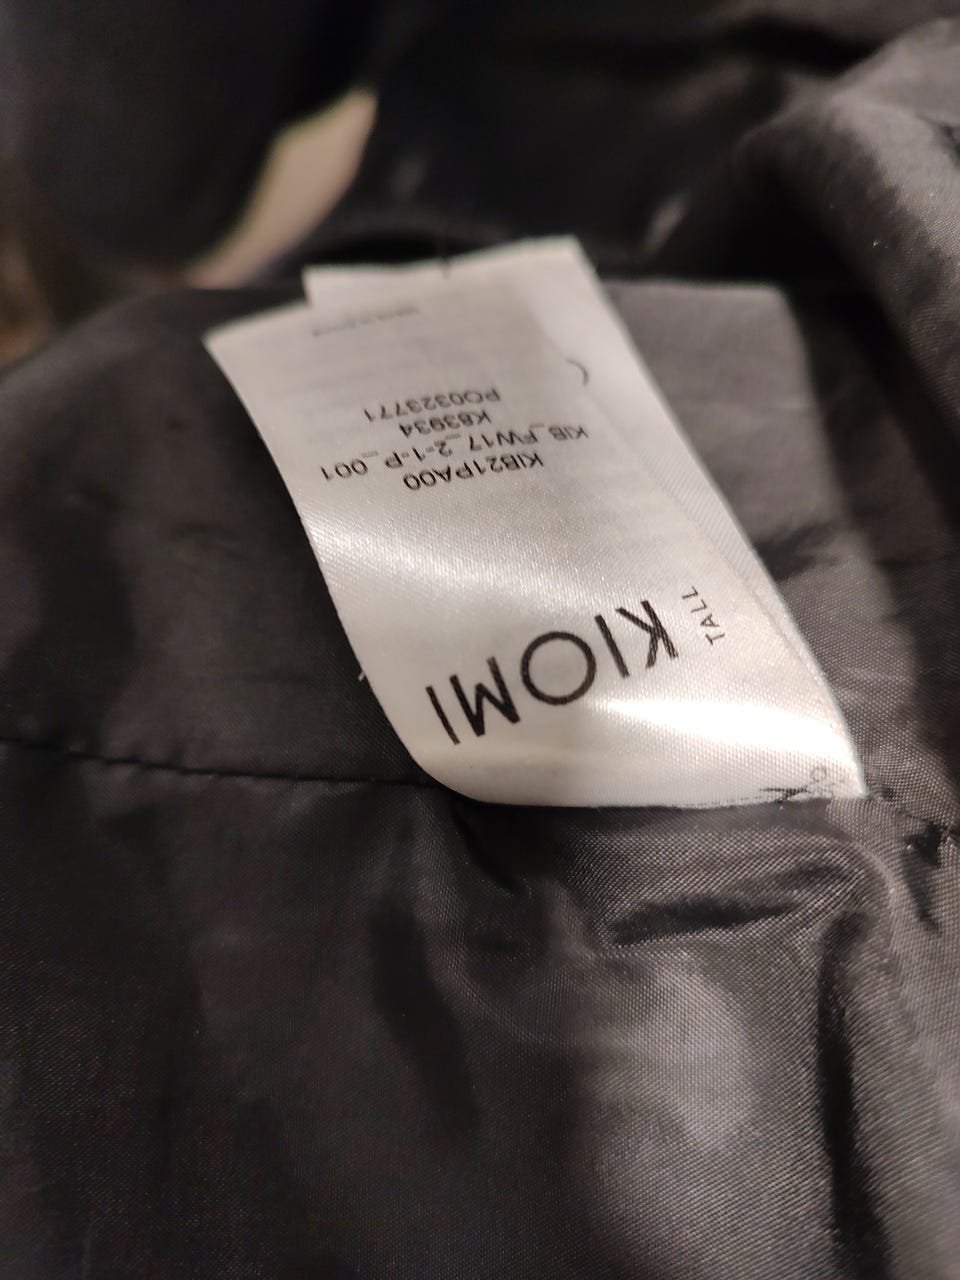 KIOMI
TALL
KIB21PA00
KIB_FW17_2-1-P_001
K63934
PO0323771